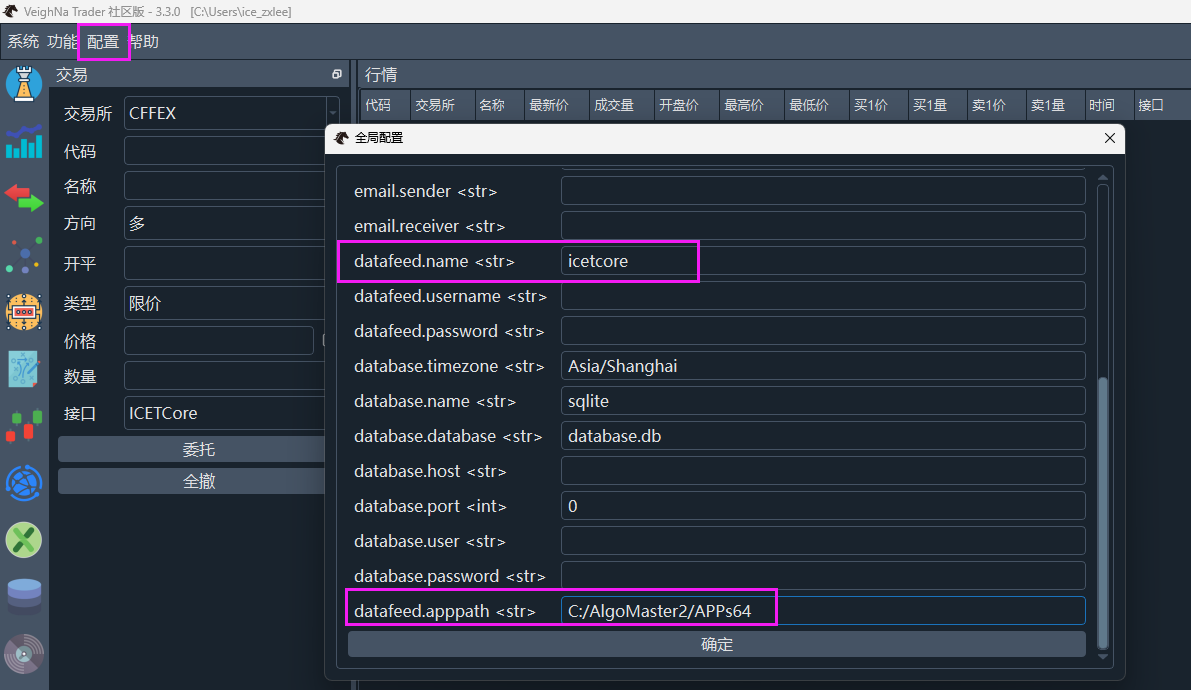 VeighNa Trader 社区版 - 3.3.0 [C:\Users\ice_zxlee]
系统 功能 配置 帮助
交易
交易所 CFFEX
代码
名称
方向 多
开平
类型 限价
价格
数量
接口 ICETCore
委托
全撤
行情
代码 交易所 名称 最新价 成交量 开盘价 最高价 最低价 买1价 买1量 卖1价 卖1量 时间 接口
全局配置
email.sender <str>
email.receiver <str>
datafeed.name <str> icetcore
datafeed.username <str>
datafeed.password <str>
database.timezone <str> Asia/Shanghai
database.name <str> sqlite
database.database <str> database.db
database.host <str>
database.port <int> 0
database.user <str>
database.password <str>
datafeed.apppath <str> C:/AlgoMaster2/APPs64
确定